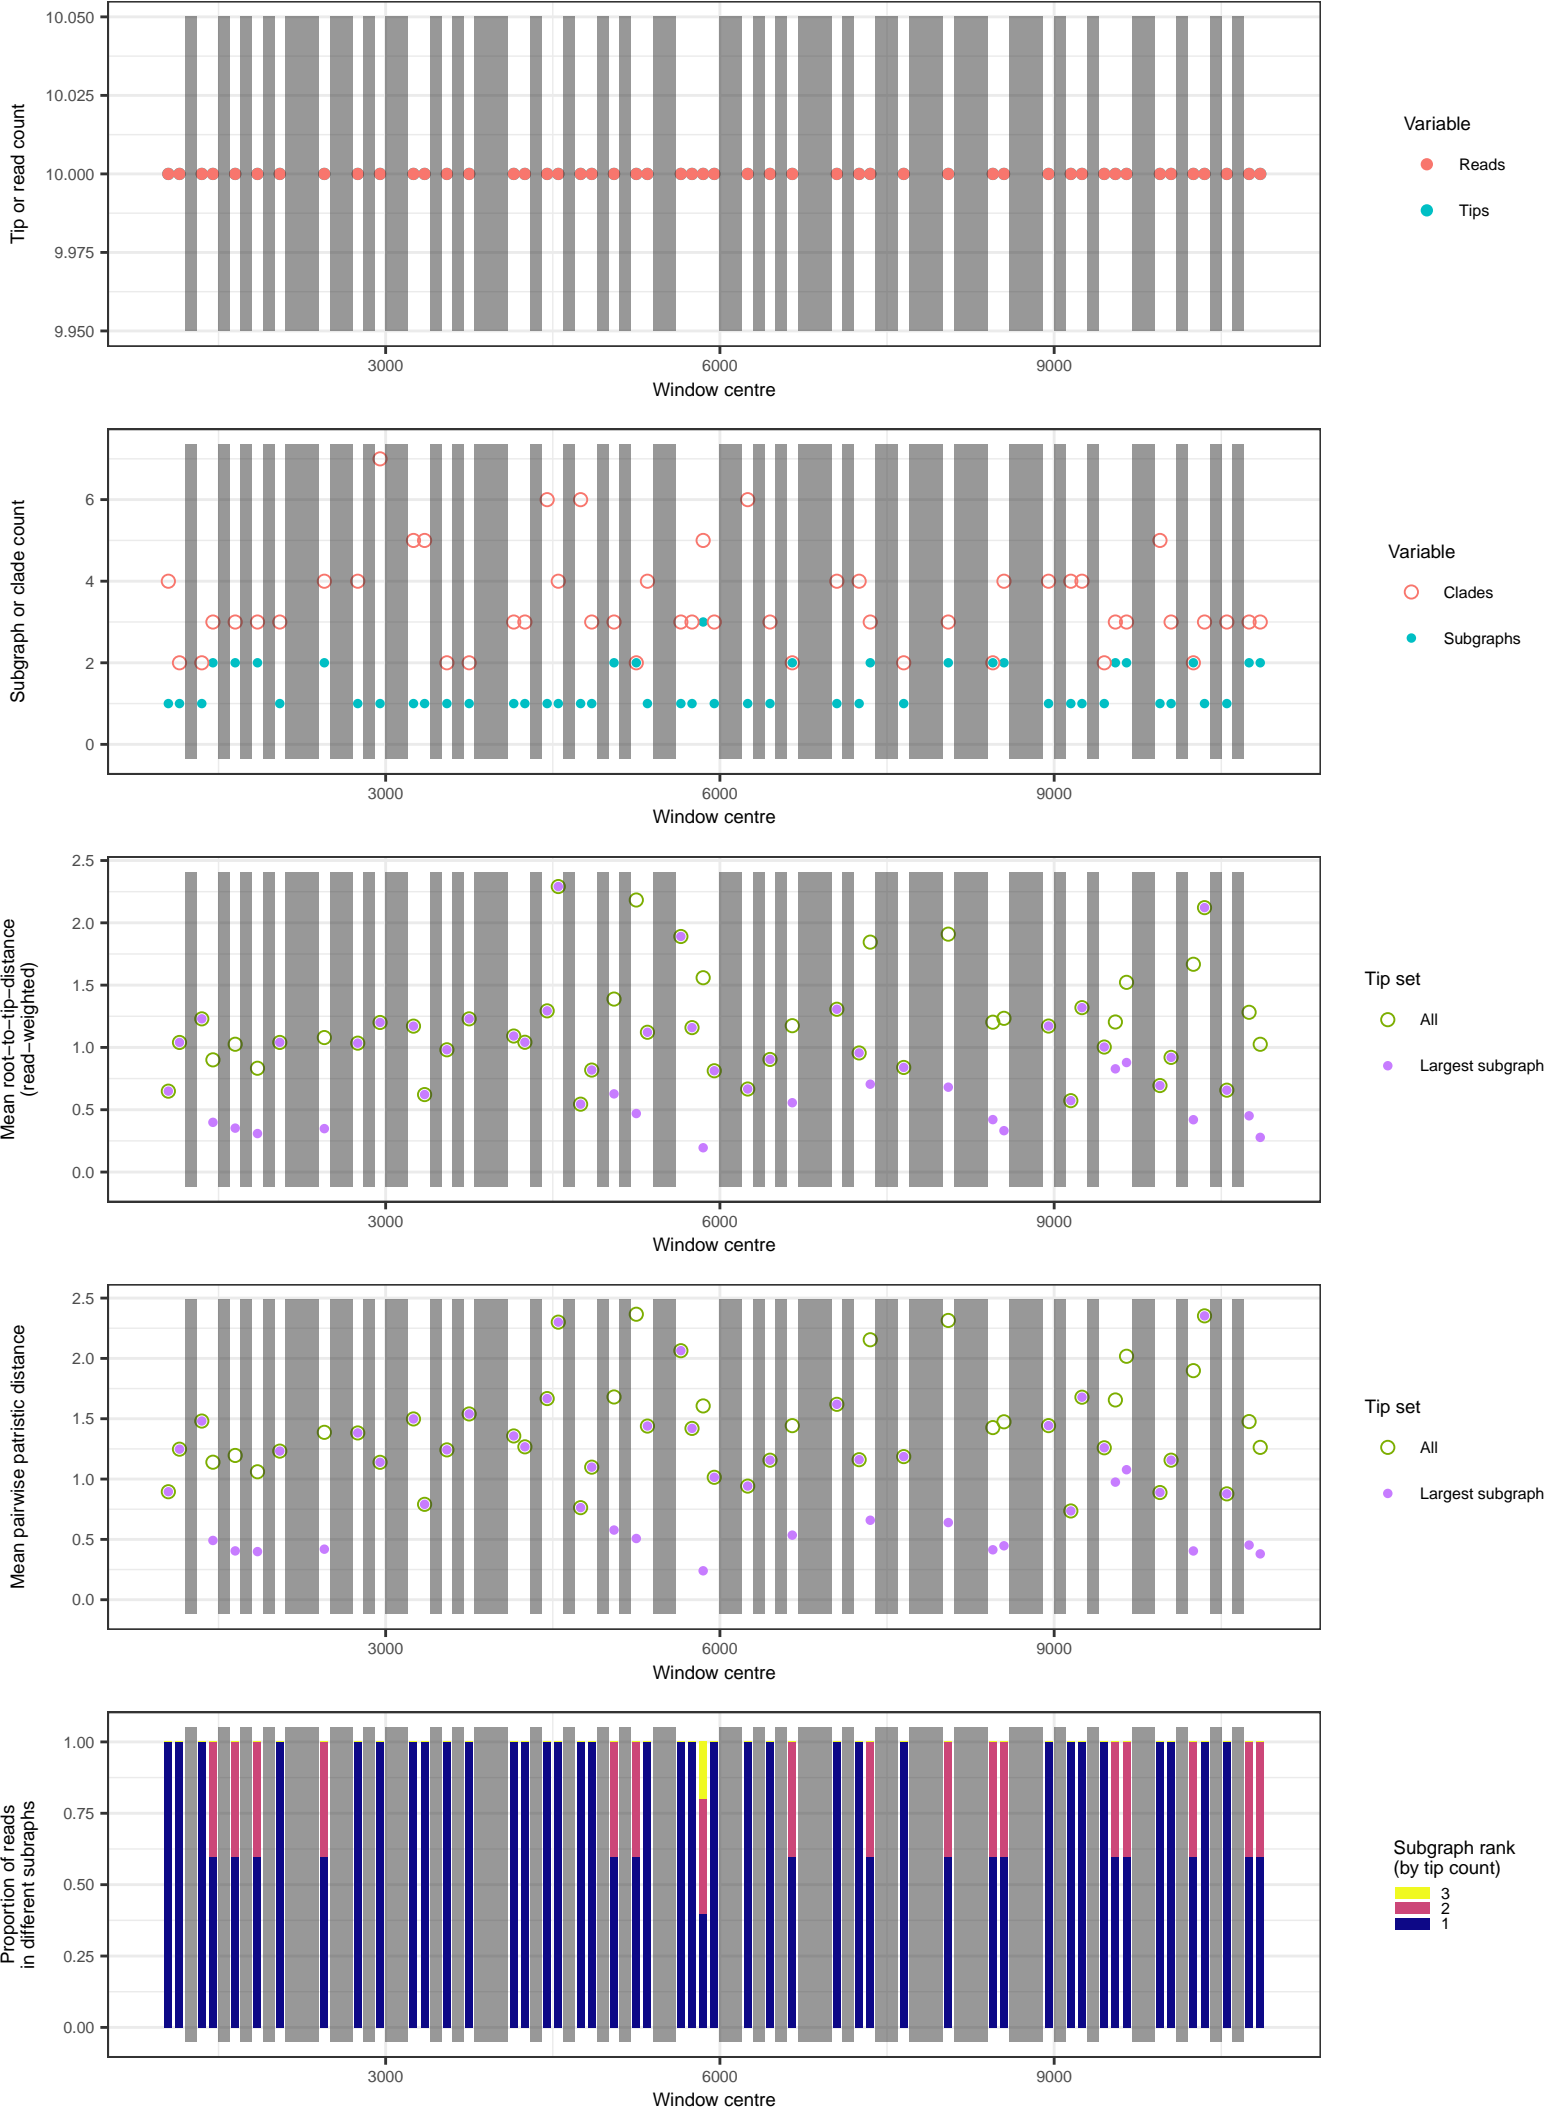 10.050
10.025
10.000
9.975
9.950
Tip or read count
3000 6000 9000
Window centre
Variable
Reads
Tips
6
4
2
0
Subgraph or clade count
3000 6000 9000
Window centre
Variable
Clades
Subgraphs
2.5
2.0
1.5
1.0
0.5
0.0
Mean root−to−tip−distance
(read−weighted)
3000 6000 9000
Window centre
Tip set
All
Largest subgraph
2.5
2.0
1.5
1.0
0.5
0.0
Mean pairwise patristic distance
3000 6000 9000
Window centre
Tip set
All
Largest subgraph
1.00
0.75
0.50
0.25
0.00
Proportion of reads
in different subraphs
3000 6000 9000
Window centre
Subgraph rank
(by tip count)
3
2
1